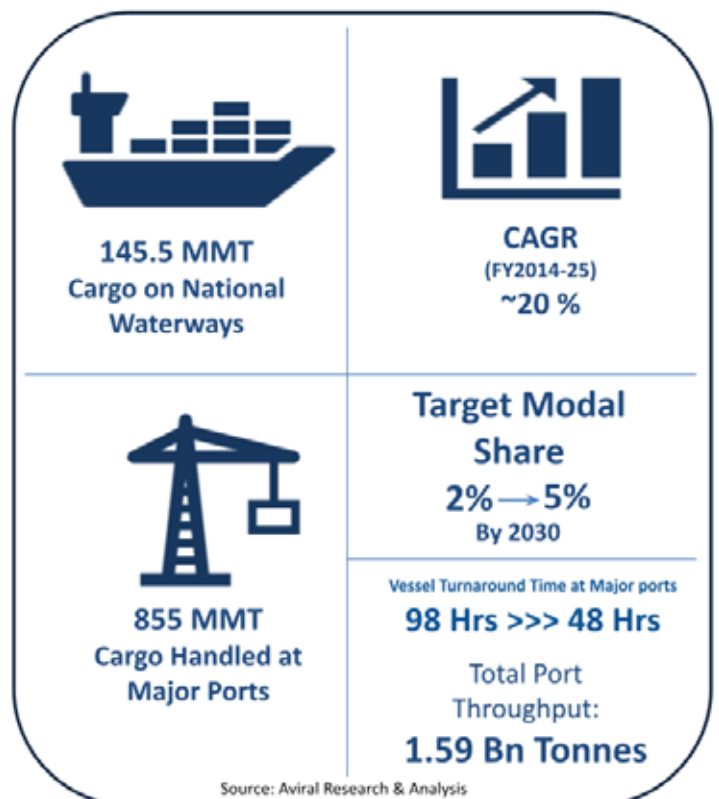 145.5 MMT
Cargo on National
Waterways
CAGR
(FY2014-25)
~20 %
855 MMT
Cargo Handled at
Major Ports
Target Modal
Share
2%→5%
By 2030
Vessel Turnaround Time at Major ports
98 Hrs >>> 48 Hrs
Total Port
Throughput:
1.59 Bn Tonnes
Source: Aviral Research & Analysis